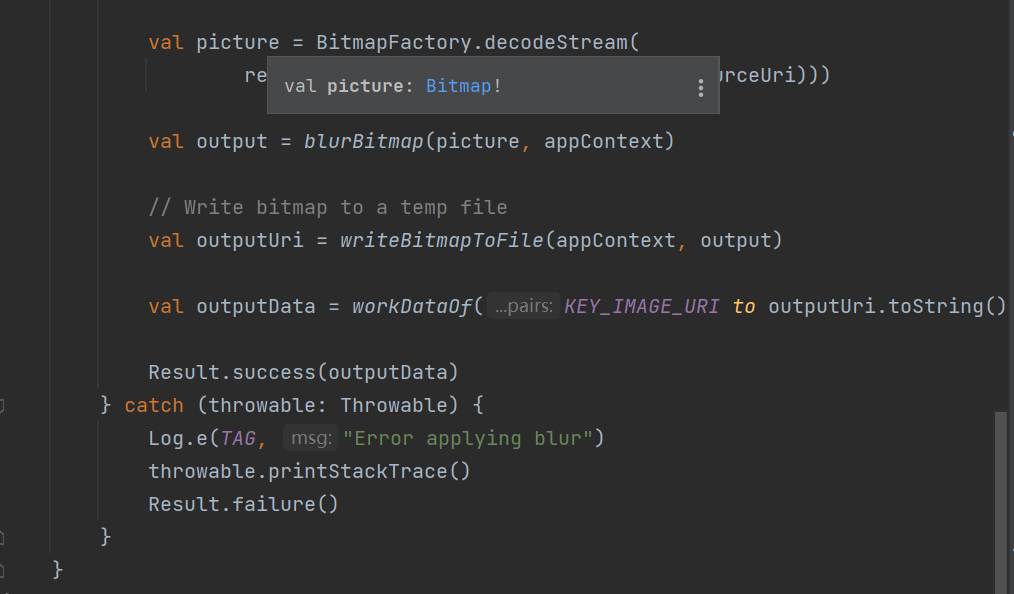 val picture = BitmapFactory.decodeStream(
val picture: Bitmap!
val output = blurBitmap(picture, appContext)
// Write bitmap to a temp file
val outputUri = writeBitmapToFile(appContext, output)
val outputData = workDataOf( …pairs: KEY_IMAGE_URI to outputUri.toString()
Result.success(outputData)
} catch (throwable: Throwable) {
Log.e(TAG, msg: "Error applying blur")
throwable.printStackTrace()
Result.failure()
}
}